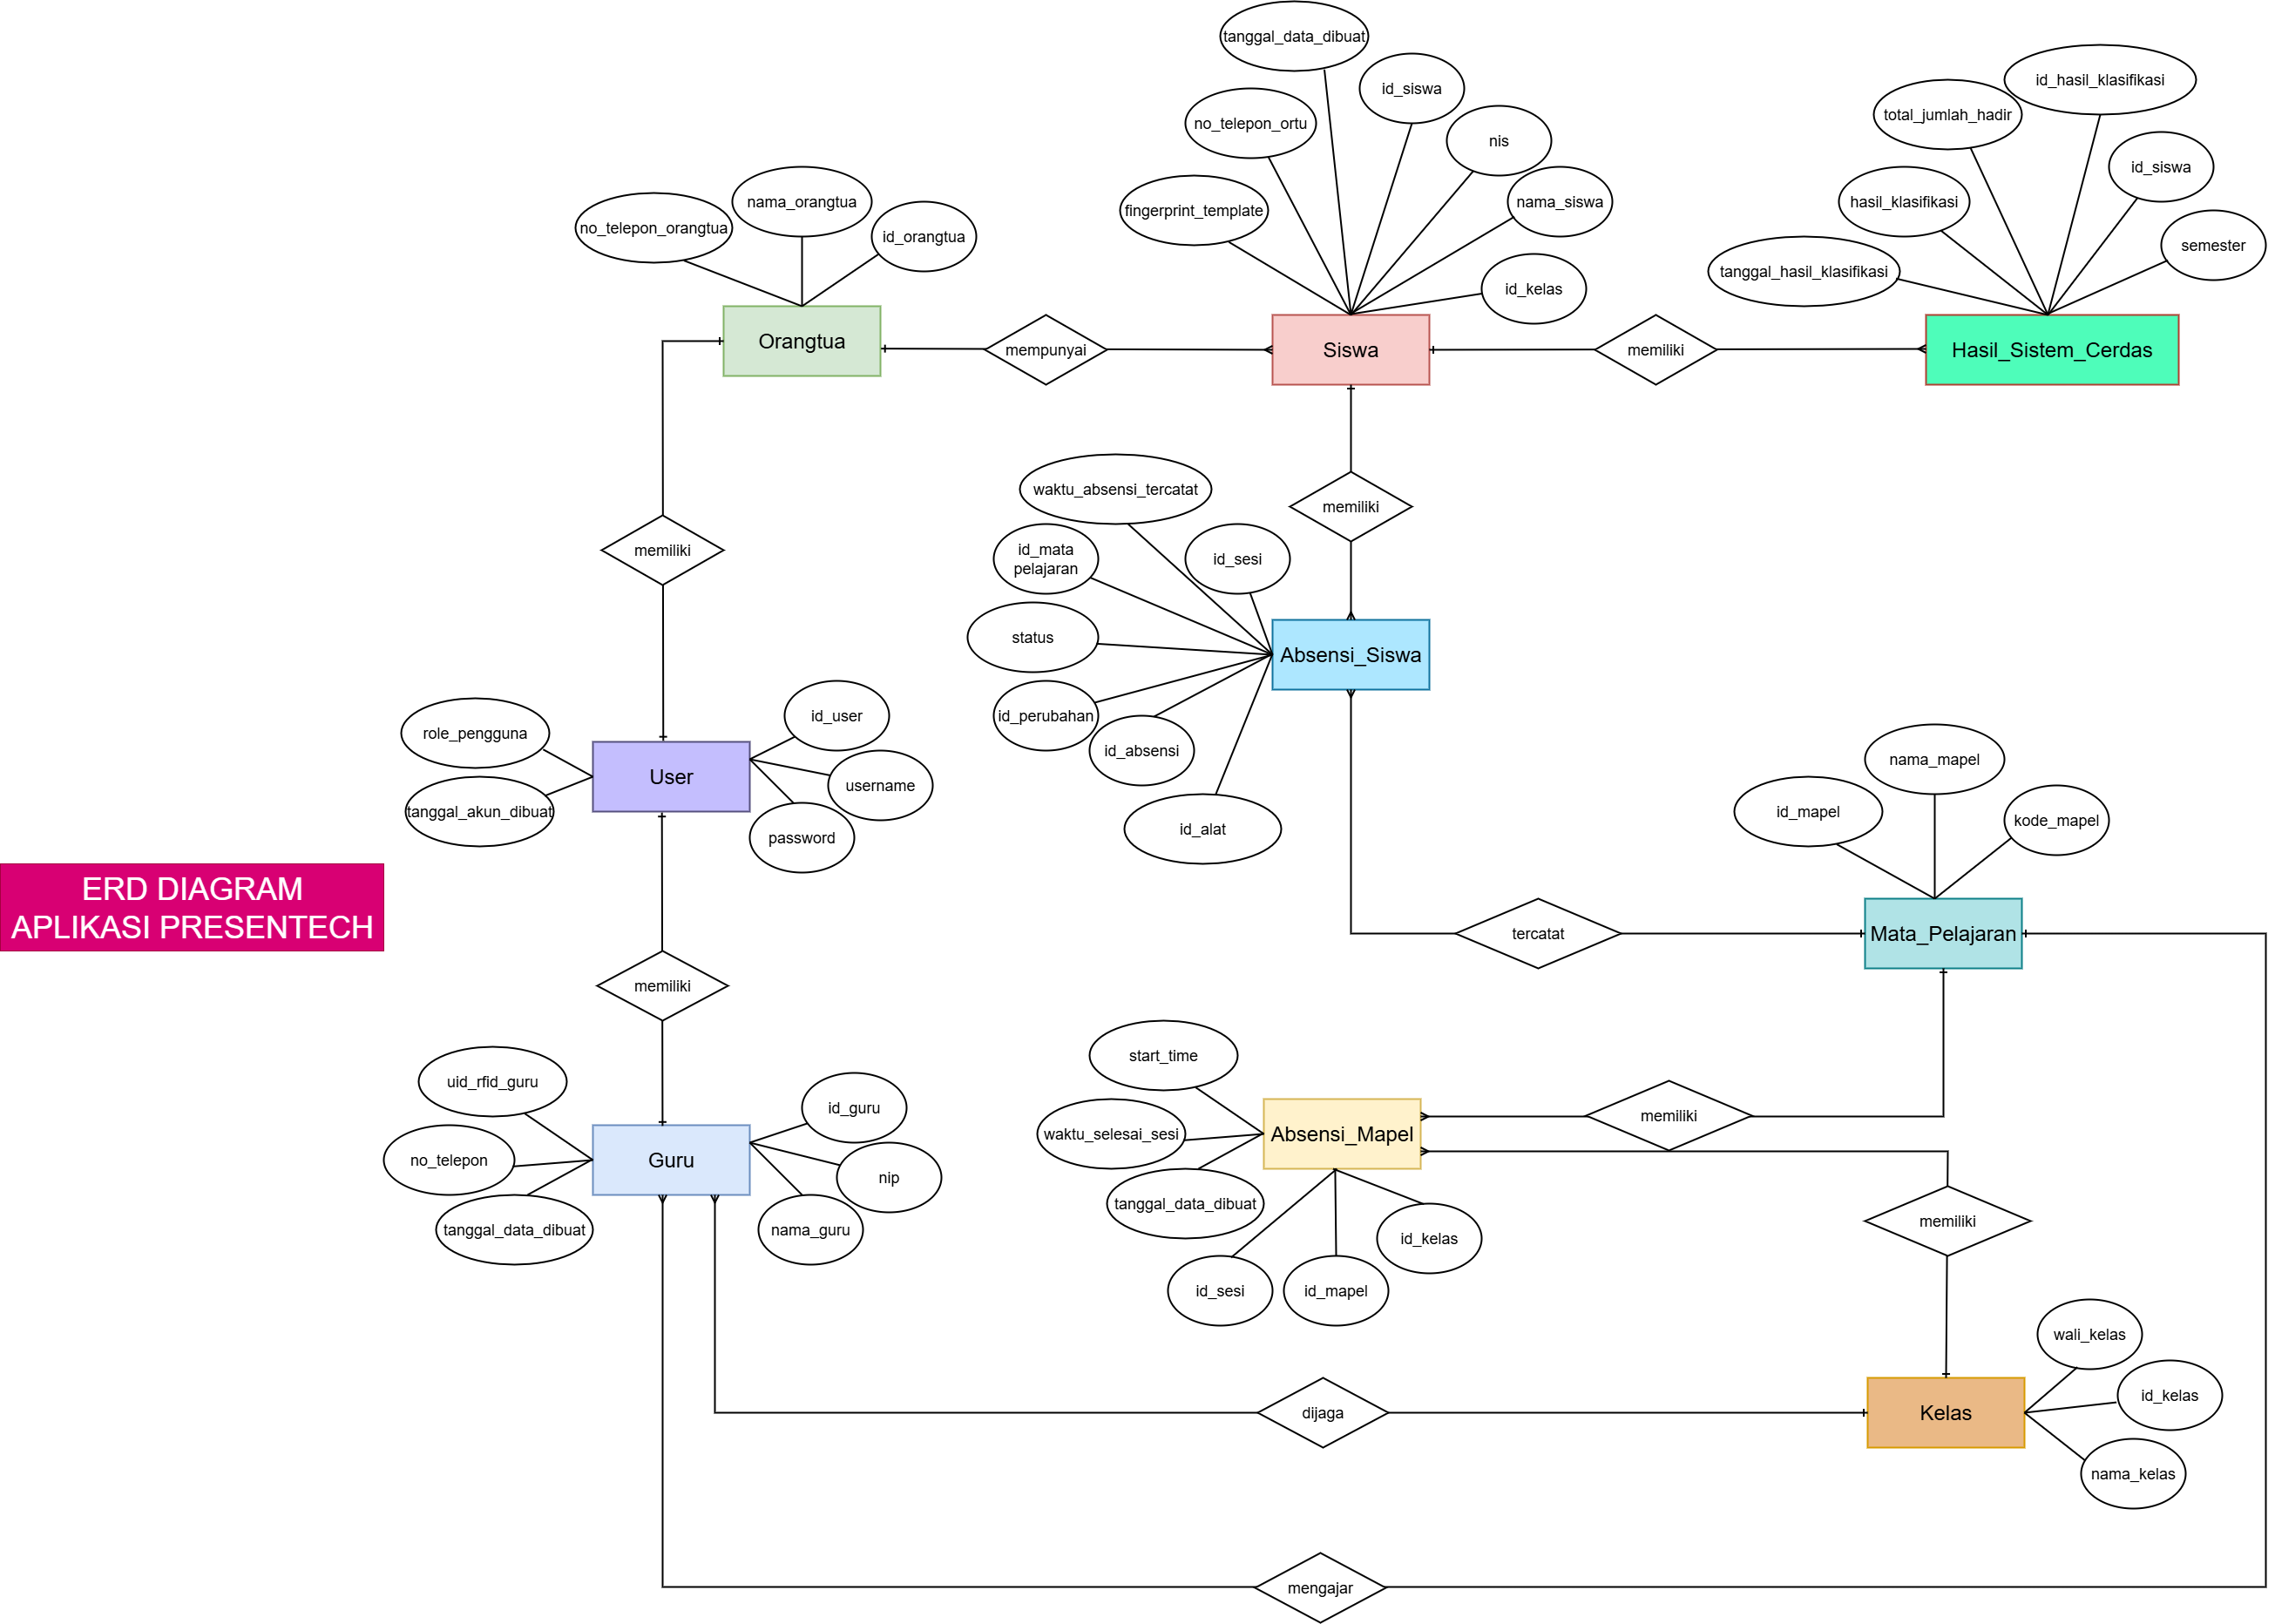 tanggal_data_dibuat
id_siswa
no_telepon_ortu
nis
fingerprint_template
nama_siswa
id_kelas
id_hasil_klasifikasi
total_jumlah_hadir
id_siswa
hasil_klasifikasi
semester
tanggal_hasil_klasifikasi
nama_orangtua
no_telepon_orangtua
id_orangtua
Orangtua
mempunyai
Siswa
memiliki
Hasil_Sistem_Cerdas
memiliki
memiliki
waktu_absensi_tercatat
id_mata
pelajaran
id_sesi
status
id_perubahan
id_absensi
id_alat
Absensi_Siswa
role_pengguna
tanggal_akun_dibuat
User
id_user
username
password
nama_mapel
id_mapel
kode_mapel
ERD DIAGRAM
APLIKASI PRESENTECH
tercatat
Mata_Pelajaran
memiliki
uid_rfid_guru
no_telepon
tanggal_data_dibuat
Guru
id_guru
nip
nama_guru
start_time
waktu_selesai_sesi
tanggal_data_dibuat
Absensi_Mapel
id_sesi
id_mapel
id_kelas
memiliki
memiliki
wali_kelas
id_kelas
nama_kelas
dijaga
Kelas
mengajar